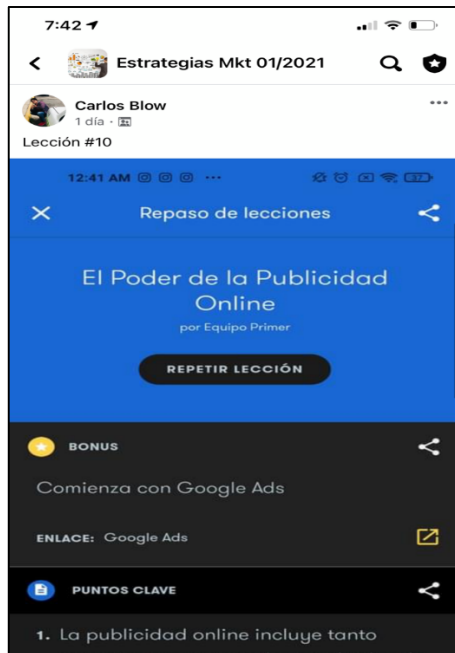 7:42
Estrategias Mkt 01/2021
Carlos Blow
1 día ·
Lección #10
12:41 AM ··· 37
Repaso de lecciones
El Poder de la Publicidad
Online
por Equipo Primer
REPETIR LECCIÓN
BONUS
Comienza con Google Ads
ENLACE: Google Ads
PUNTOS CLAVE
1. La publicidad online incluye tanto